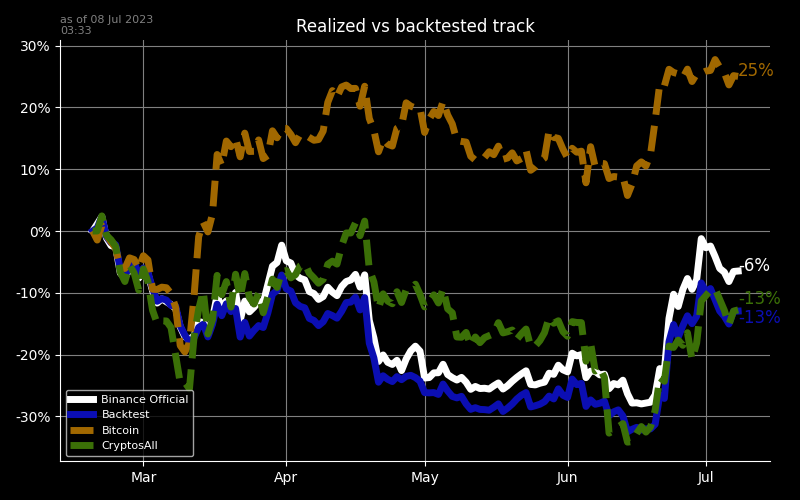 as of 08 Jul 2023
03:33
Realized vs backtested track
30%
20%
10%
0%
-10%
-20%
-30%
25%
-6%
-13%
-13%
Binance Official
Backtest
Bitcoin
CryptosAll
Mar
Apr
May
Jun
Jul